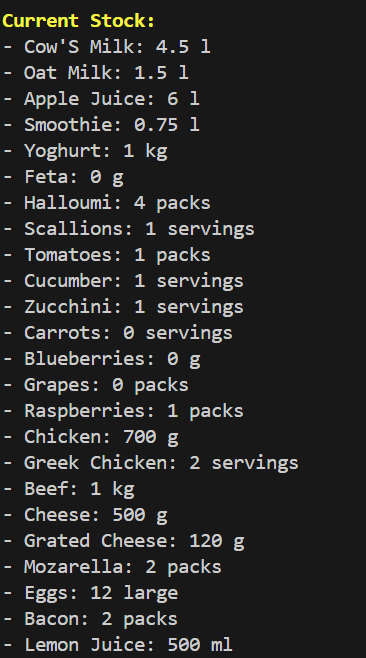 Current Stock:
- Cow'S Milk: 4.5 l
- Oat Milk: 1.5 l
- Apple Juice: 6 l
- Smoothie: 0.75 l
- Yoghurt: 1 kg
- Feta: 0 g
- Halloumi: 4 packs
- Scallions: 1 servings
- Tomatoes: 1 packs
- Cucumber: 1 servings
- Zucchini: 1 servings
- Carrots: 0 servings
- Blueberries: 0 g
- Grapes: 0 packs
- Raspberries: 1 packs
- Chicken: 700 g
- Greek Chicken: 2 servings
- Beef: 1 kg
- Cheese: 500 g
- Grated Cheese: 120 g
- Mozarella: 2 packs
- Eggs: 12 large
- Bacon: 2 packs
- Lemon Juice: 500 ml